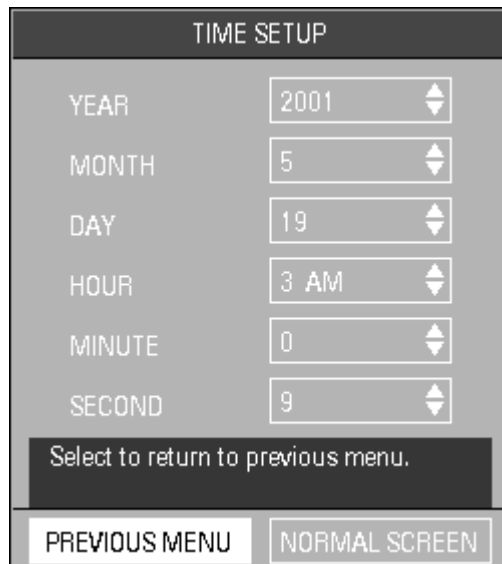 TIME SETUP
YEAR 2001
MONTH 5
DAY 19
HOUR 3 AM
MINUTE 0
SECOND 9
Select to return to previous menu.
PREVIOUS MENU NORMAL SCREEN